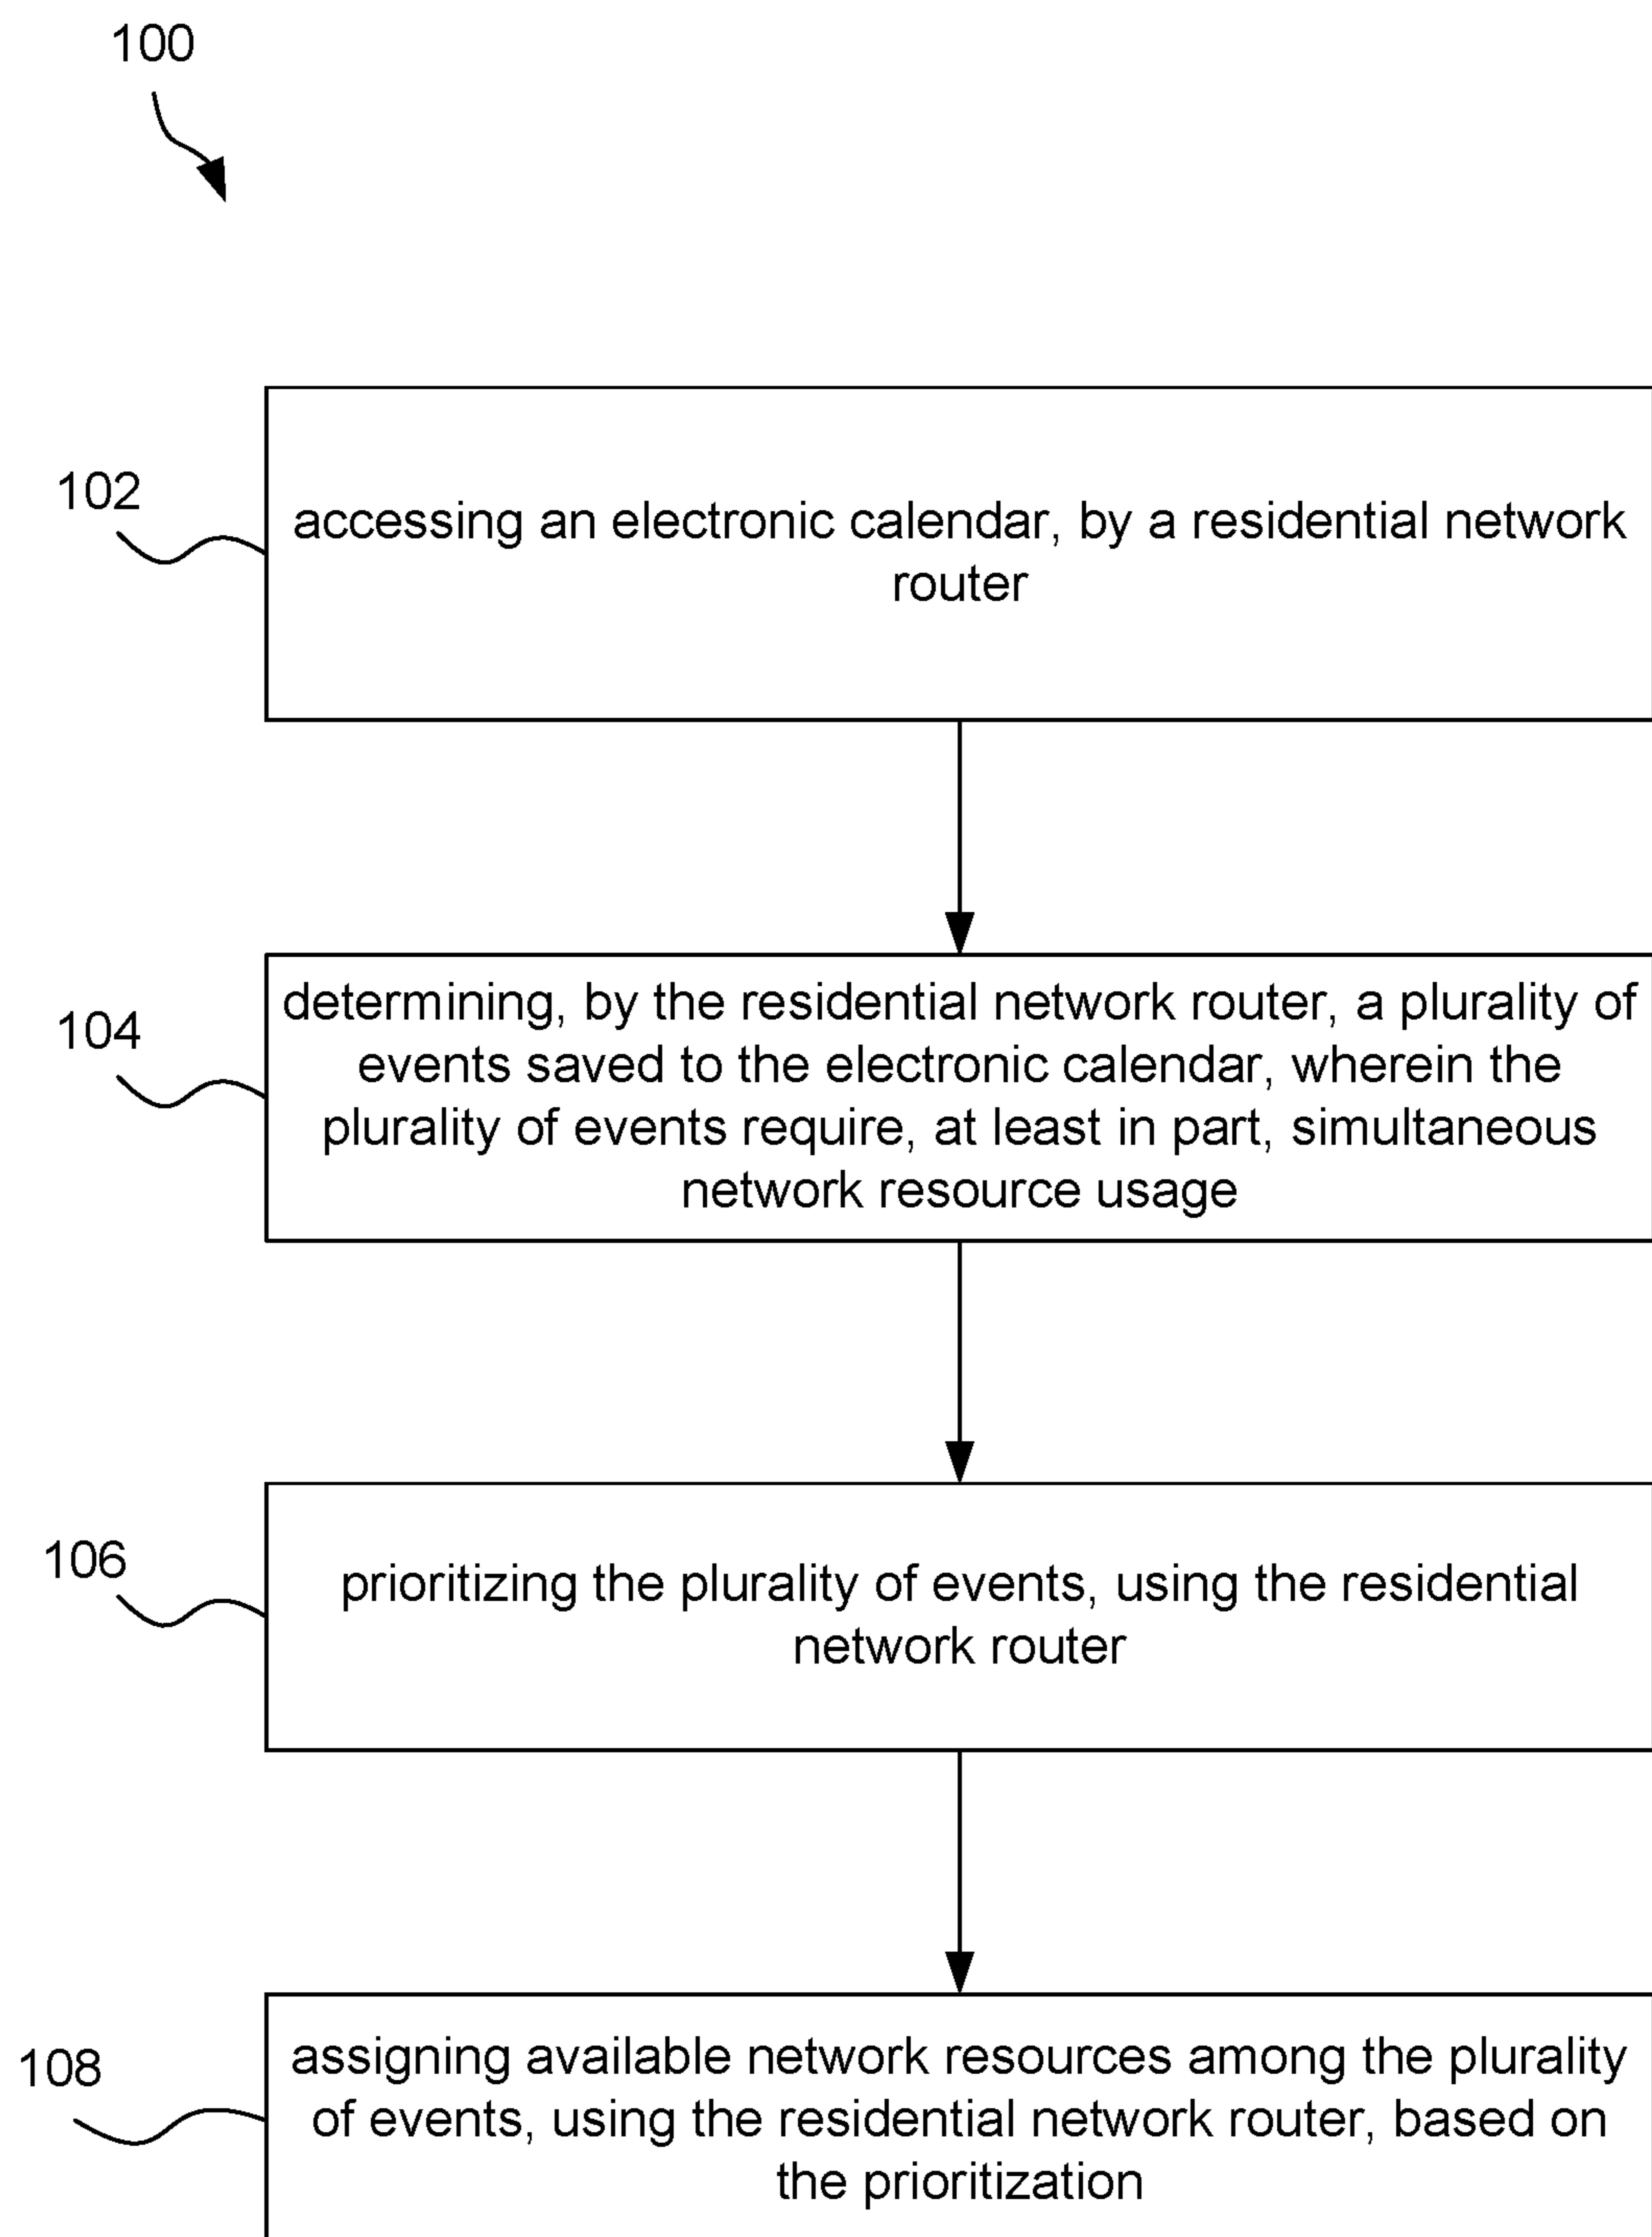 100
102
accessing an electronic calendar, by a residential network
router
104
determining, by the residential network router, a plurality of
events saved to the electronic calendar, wherein the
plurality of events require, at least in part, simultaneous
network resource usage
106
prioritizing the plurality of events, using the residential
network router
108
assigning available network resources among the plurality
of events, using the residential network router, based on
the prioritization